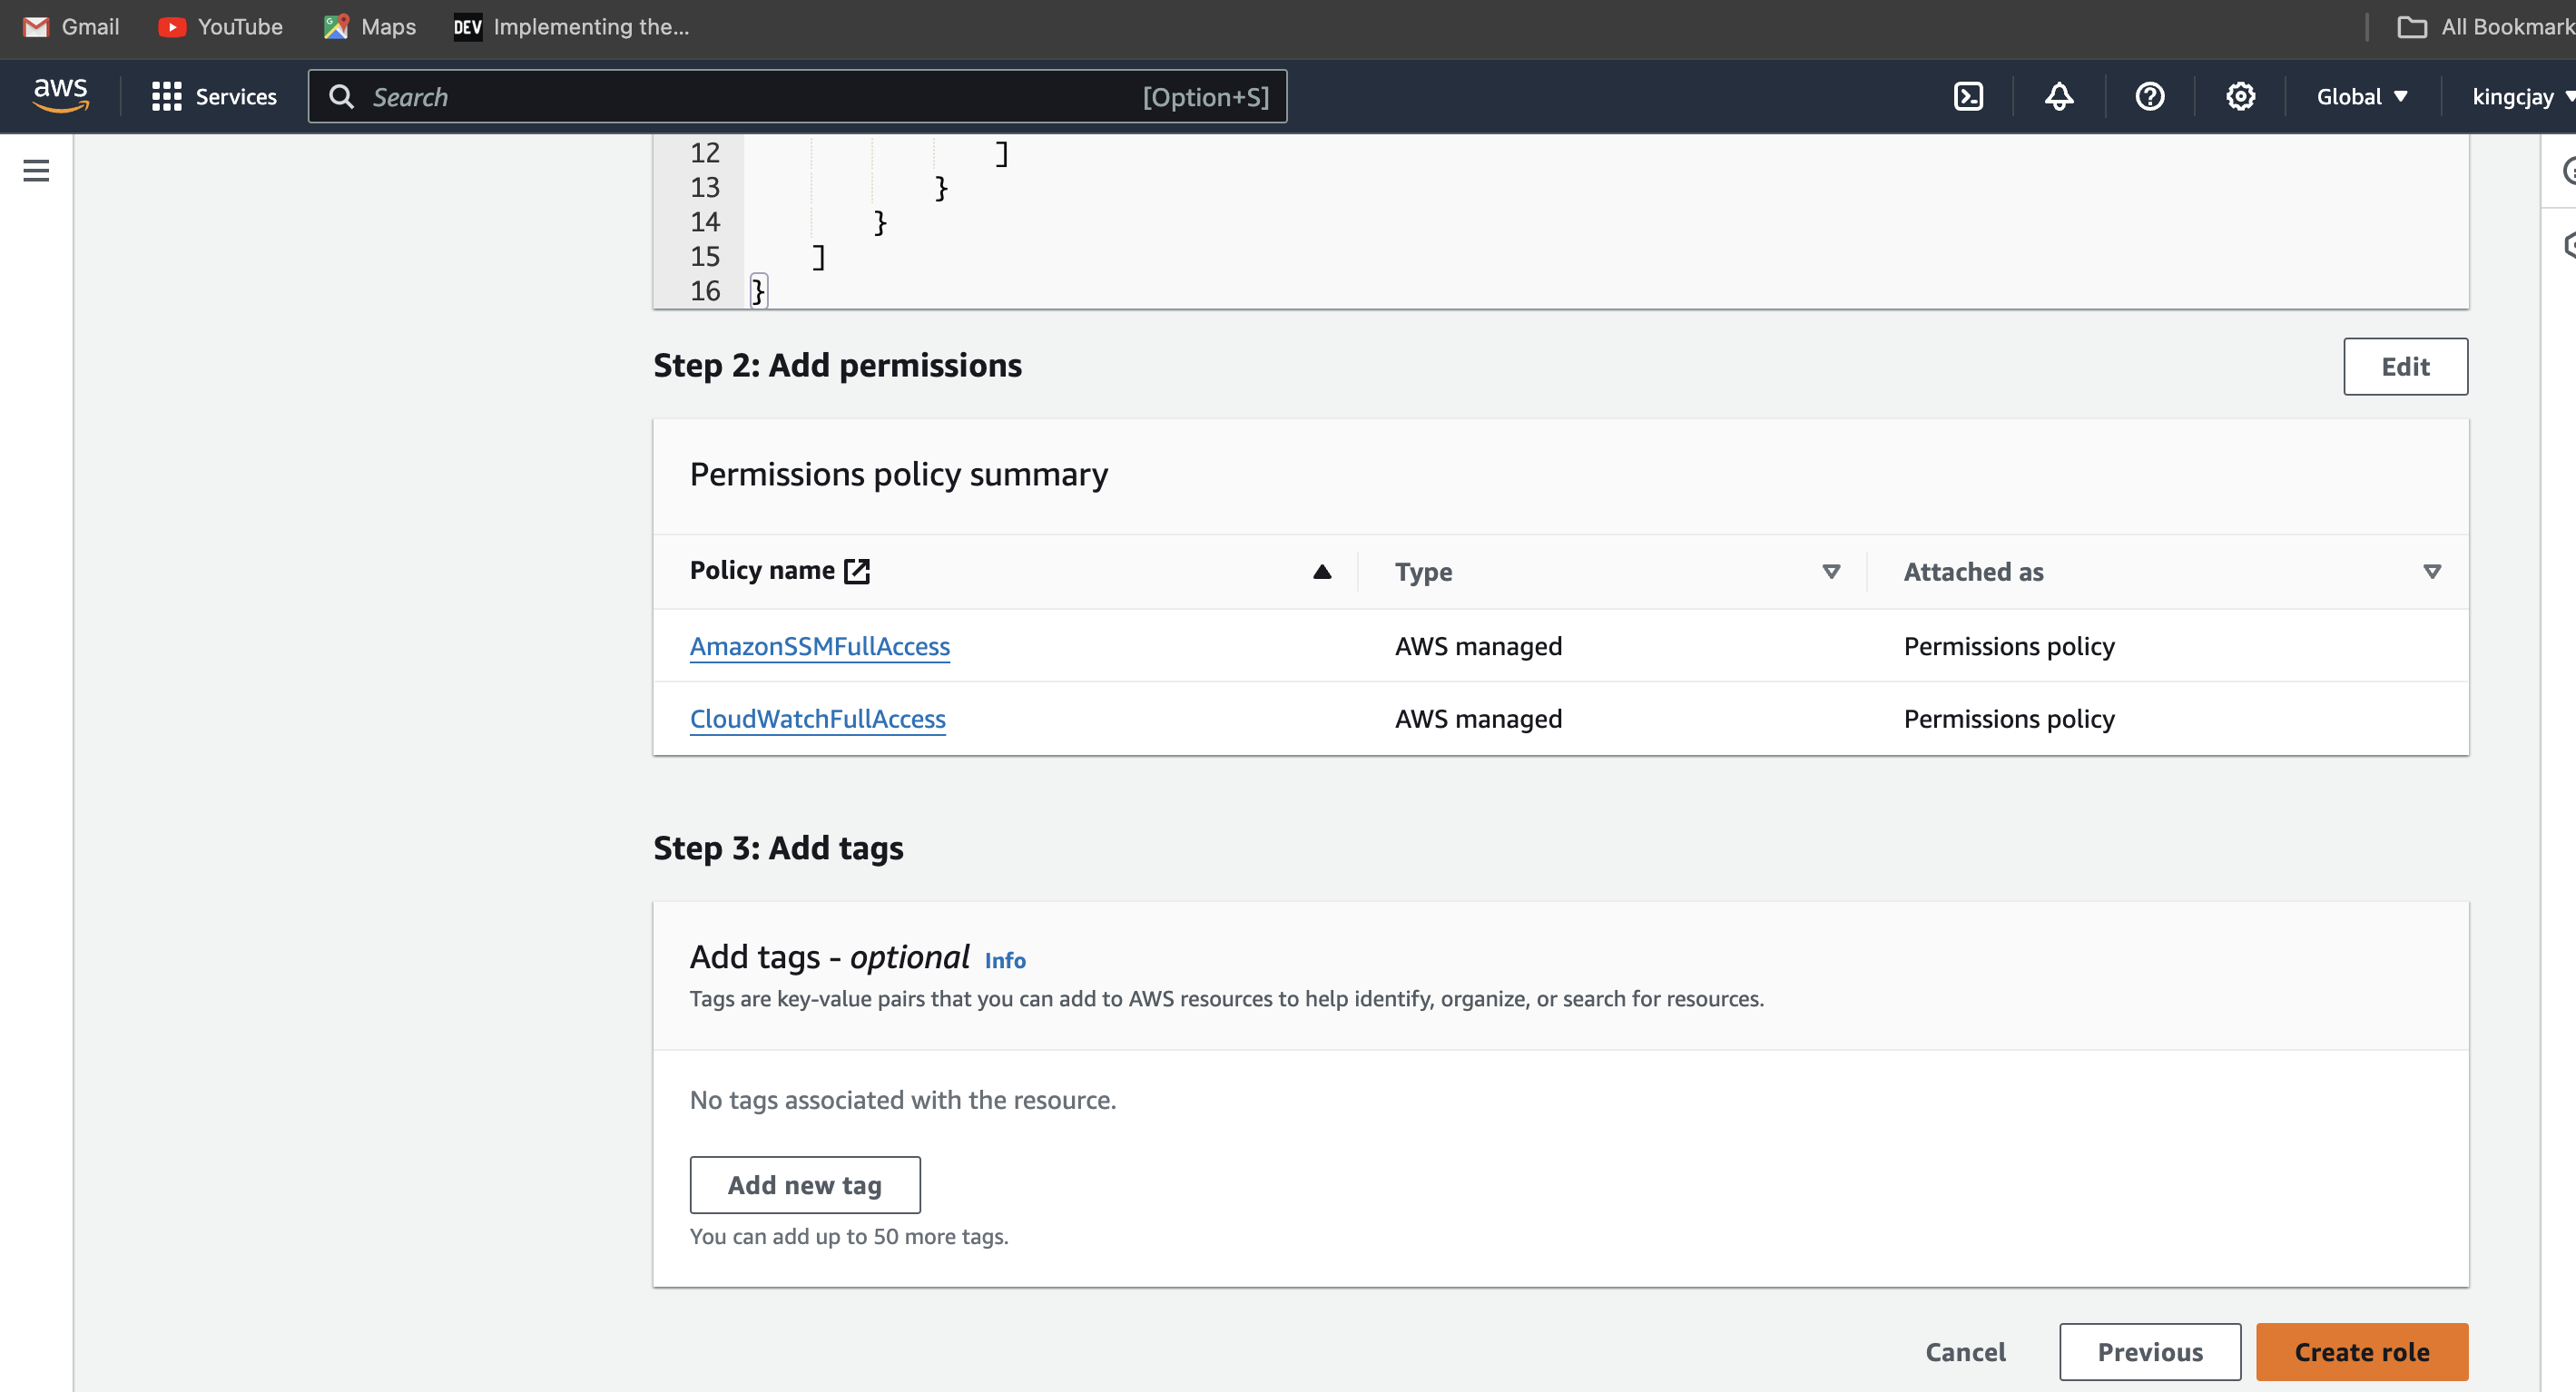 Gmail YouTube Maps DEV Implementing the... All Bookmark
aws Services Search [Option+S] Global kingcjay
12 ]
13 }
14 }
15 ]
16 }
Step 2: Add permissions Edit
Permissions policy summary
Policy name Type Attached as
AmazonSSMFullAccess AWS managed Permissions policy
CloudWatchFullAccess AWS managed Permissions policy
Step 3: Add tags
Add tags - optional Info
Tags are key-value pairs that you can add to AWS resources to help identify, organize, or search for resources.
No tags associated with the resource.
Add new tag
You can add up to 50 more tags.
Cancel Previous Create role